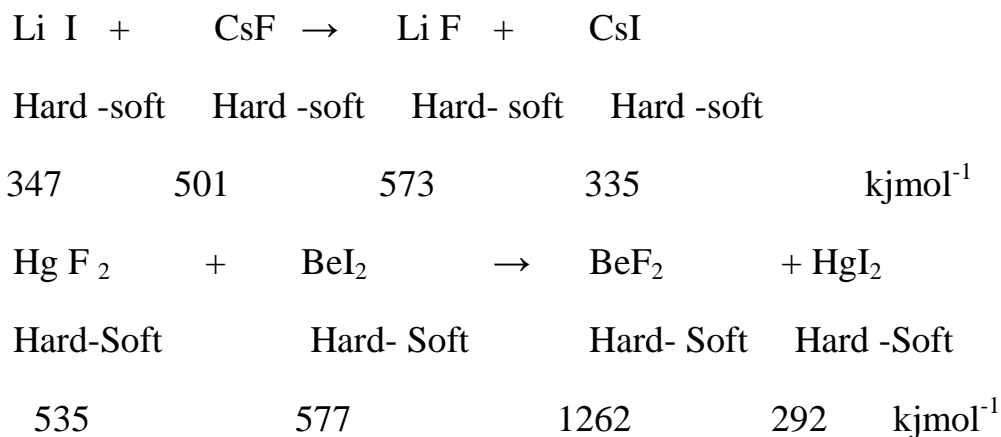 Li I + CsF → Li F + CsI
Hard -soft Hard -soft Hard- soft Hard -soft
347 501 573 335 kjmol⁻¹
Hg F ₂ + BeI₂ → BeF₂ + HgI₂
Hard-Soft Hard- Soft Hard- Soft Hard -Soft
535 577 1262 292 kjmol⁻¹